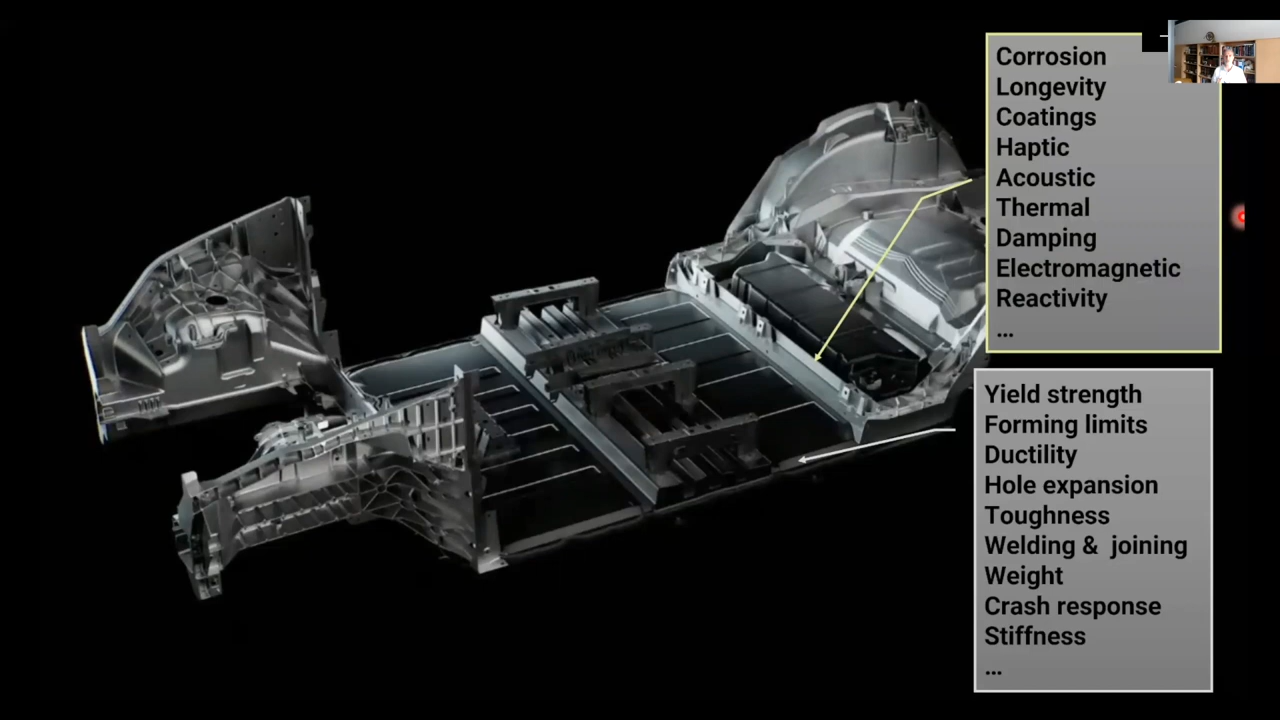 Corrosion
Longevity
Coatings
Haptic
Acoustic
Thermal
Damping
Electromagnetic
Reactivity
...
Yield strength
Forming limits
Ductility
Hole expansion
Toughness
Welding &  joining
Weight
Crash response
Stiffness
...